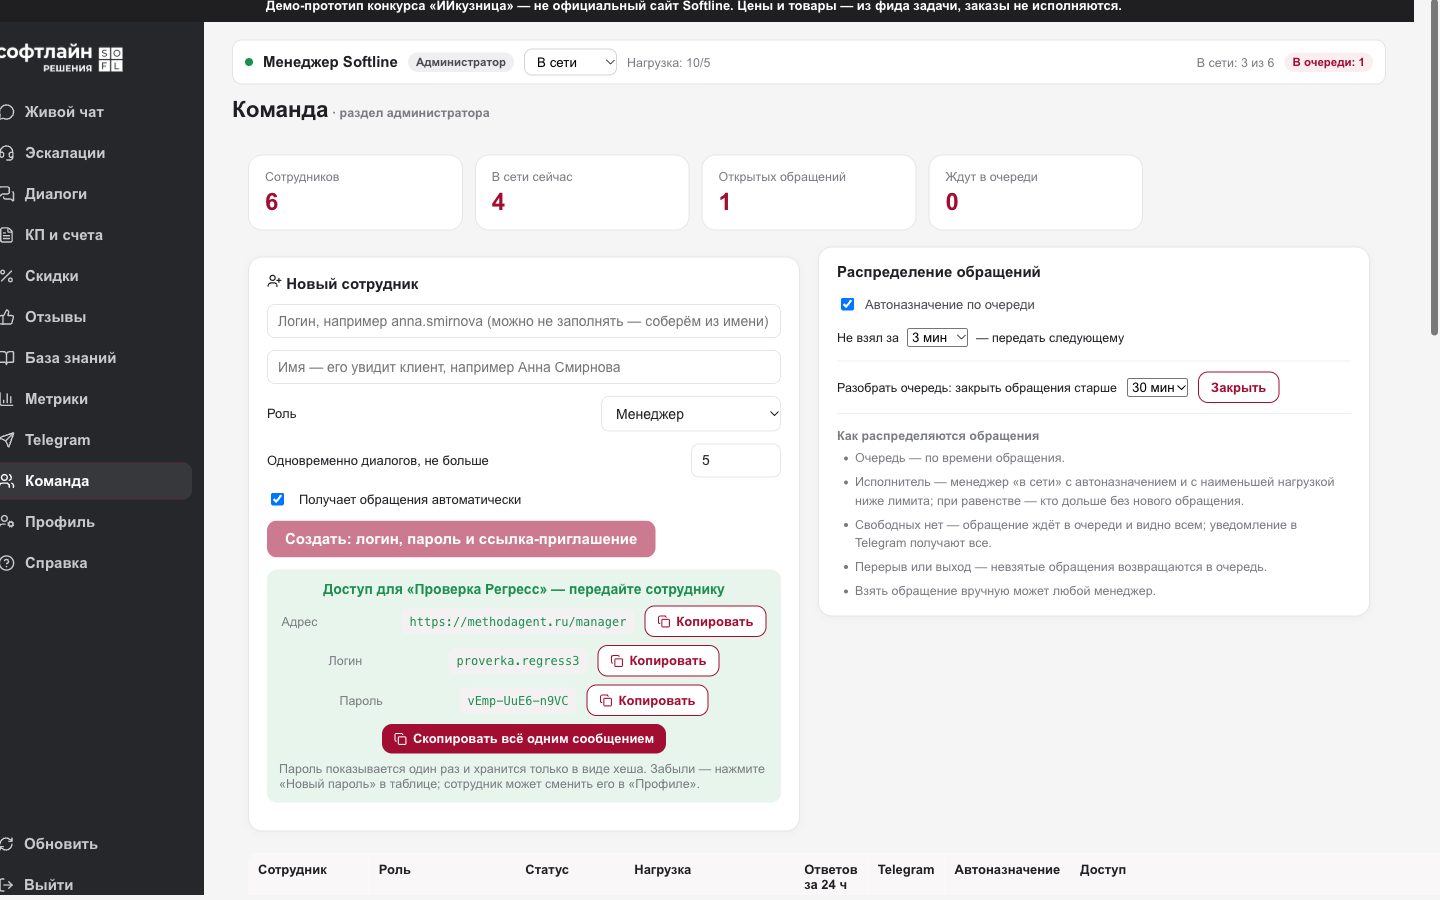 Демо-прототип конкурса «ИИкузница» — не официальный сайт Softline. Цены и товары — из фида задачи, заказы не исполняются.
софтлайн
РЕШЕНИЯ
SOFL
Живой чат
Эскалации
Диалоги
КП и счета
Скидки
Отзывы
База знаний
Метрики
Telegram
Команда
Профиль
Справка
Обновить
Выйти
Менеджер Softline Администратор В сети Нагрузка: 10/5 В сети: 3 из 6 В очереди: 1
Команда · раздел администратора
Сотрудников
6
В сети сейчас
4
Открытых обращений
1
Ждут в очереди
0
Новый сотрудник
Логин, например anna.smirnova (можно не заполнять — соберём из имени)
Имя — его увидит клиент, например Анна Смирнова
Роль Менеджер
Одновременно диалогов, не больше 5
Получает обращения автоматически
Создать: логин, пароль и ссылка-приглашение
Доступ для «Проверка Регресс» — передайте сотруднику
Адрес https://methodagent.ru/manager Копировать
Логин proverka.regress3 Копировать
Пароль vEmp-UuE6-n9VC Копировать
Скопировать всё одним сообщением
Пароль показывается один раз и хранится только в виде хеша. Забыли — нажмите
«Новый пароль» в таблице; сотрудник может сменить его в «Профиле».
Распределение обращений
Автоназначение по очереди
Не взял за 3 мин — передать следующему
Разобрать очередь: закрыть обращения старше 30 мин Закрыть
Как распределяются обращения
• Очередь — по времени обращения.
• Исполнитель — менеджер «в сети» с автоназначением и с наименьшей нагрузкой
ниже лимита; при равенстве — кто дольше без нового обращения.
• Свободных нет — обращение ждёт в очереди и видно всем; уведомление в
Telegram получают все.
• Перерыв или выход — невзятые обращения возвращаются в очередь.
• Взять обращение вручную может любой менеджер.
Сотрудник Роль Статус Нагрузка Ответов Telegram Автоназначение Доступ
за 24 ч